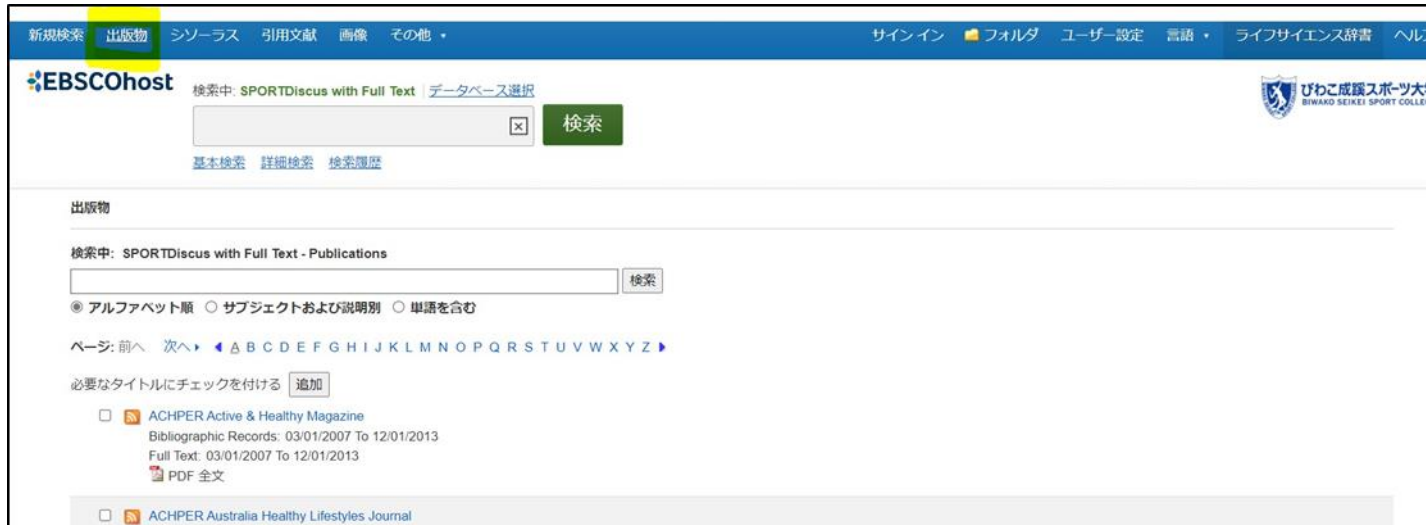 新規検索 出版物 シソーラス 引用文献 画像 その他 サインイン フォルダ ユーザー設定 言語 ライフサイエンス辞書
EBSCOhost
検索中: SPORTDiscus with Full Text データベース選択
検索
基本検索 詳細検索 検索履歴
びわこ成蹊スポーツ大
BIWAKO SEIKEI SPORT COLLE
出版物
検索中: SPORTDiscus with Full Text - Publications
検索
アルファベット順 サブジェクトおよび説明別 単語を含む
ページ: 前へ 次へ A B C D E F G H I J K L M N O P Q R S T U V W X Y Z
必要なタイトルにチェックを付ける 追加
ACHPER Active & Healthy Magazine
Bibliographic Records: 03/01/2007 To 12/01/2013
Full Text: 03/01/2007 To 12/01/2013
PDF 全文
ACHPER Australia Healthy Lifestyles Journal